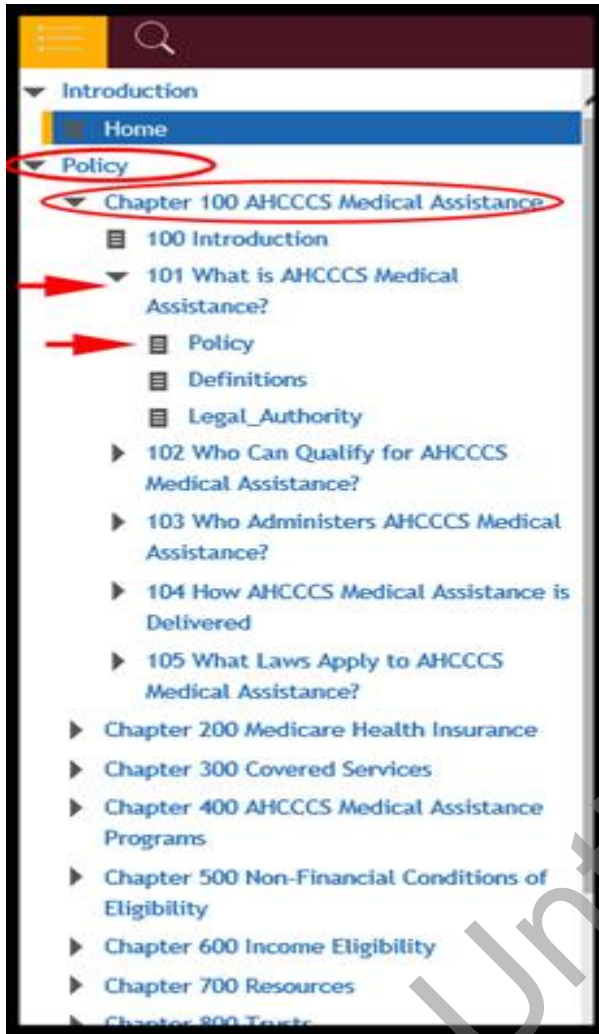 Introduction
Home
Policy
Chapter 100 AHCCCS Medical Assistance
100 Introduction
101 What is AHCCCS Medical
Assistance?
Policy
Definitions
Legal_Authority
102 Who Can Qualify for AHCCCS
Medical Assistance?
103 Who Administers AHCCCS Medical
Assistance?
104 How AHCCCS Medical Assistance is
Delivered
105 What Laws Apply to AHCCCS
Medical Assistance?
Chapter 200 Medicare Health Insurance
Chapter 300 Covered Services
Chapter 400 AHCCCS Medical Assistance
Programs
Chapter 500 Non-Financial Conditions of
Eligibility
Chapter 600 Income Eligibility
Chapter 700 Resources
Chapter 800 Trusts